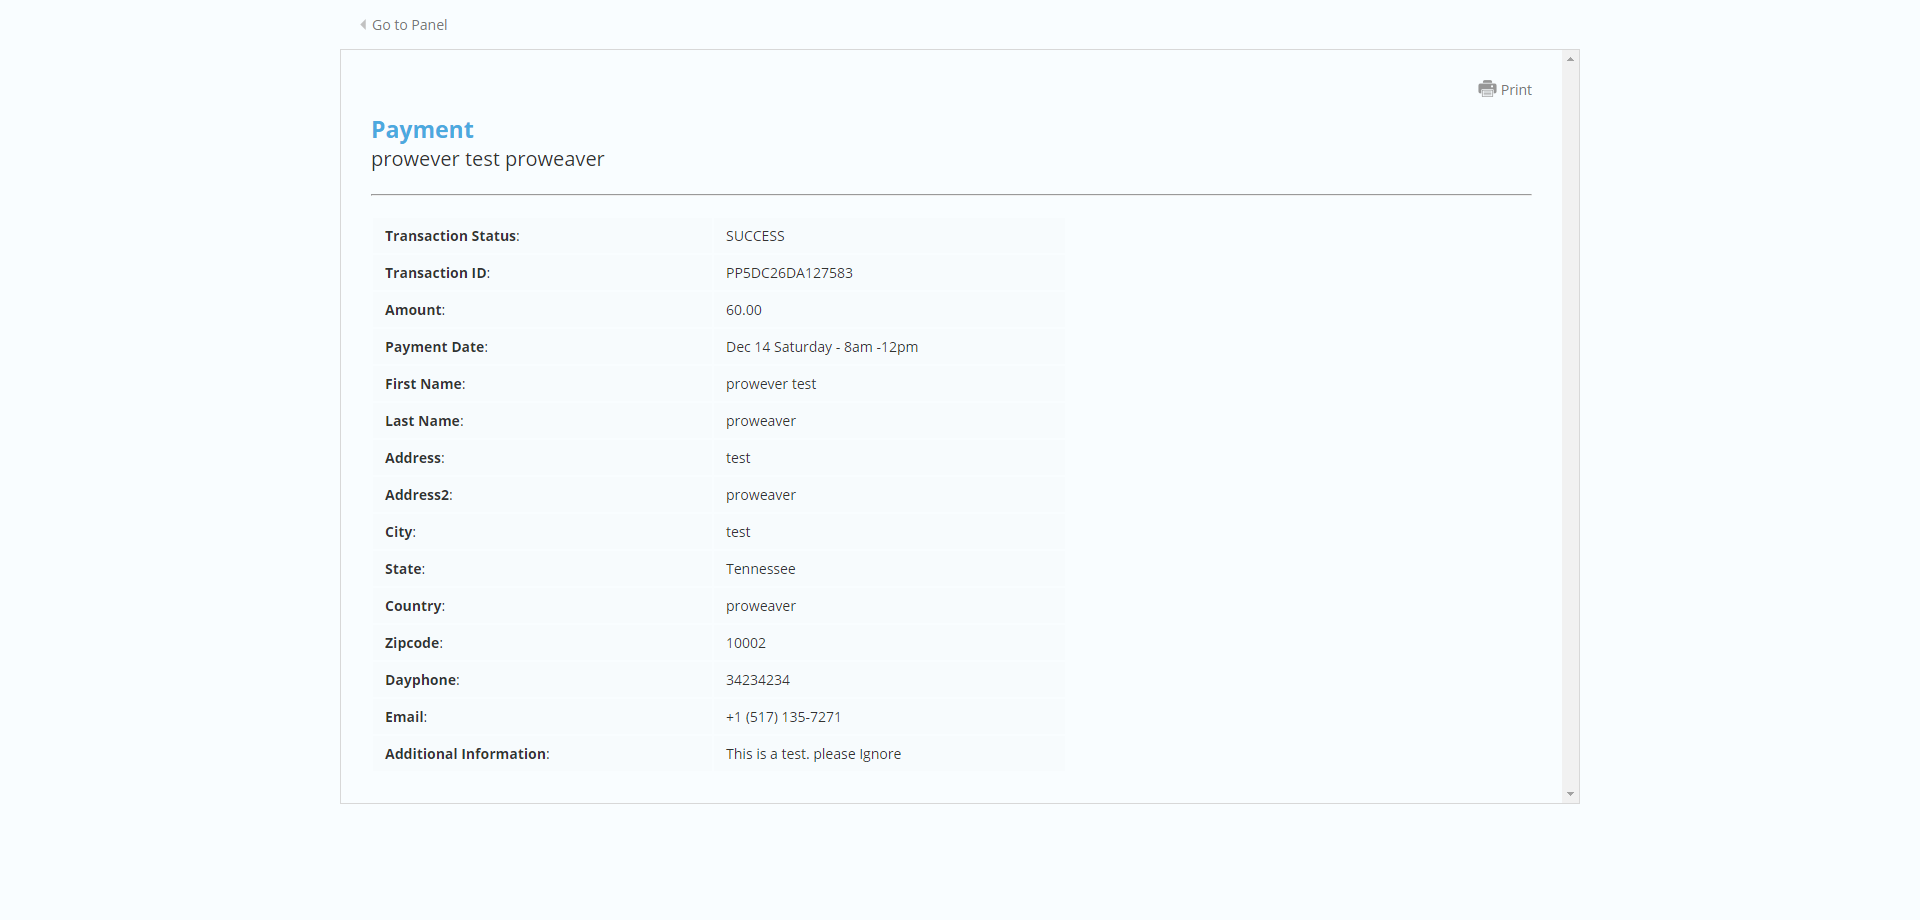 Go to Panel
Print
Payment
prowever test proweaver
Transaction Status: SUCCESS
Transaction ID: PP5DC26DA127583
Amount: 60.00
Payment Date: Dec 14 Saturday - 8am -12pm
First Name: prowever test
Last Name: proweaver
Address: test
Address2: proweaver
City: test
State: Tennessee
Country: proweaver
Zipcode: 10002
Dayphone: 34234234
Email: +1 (517) 135-7271
Additional Information: This is a test. please Ignore